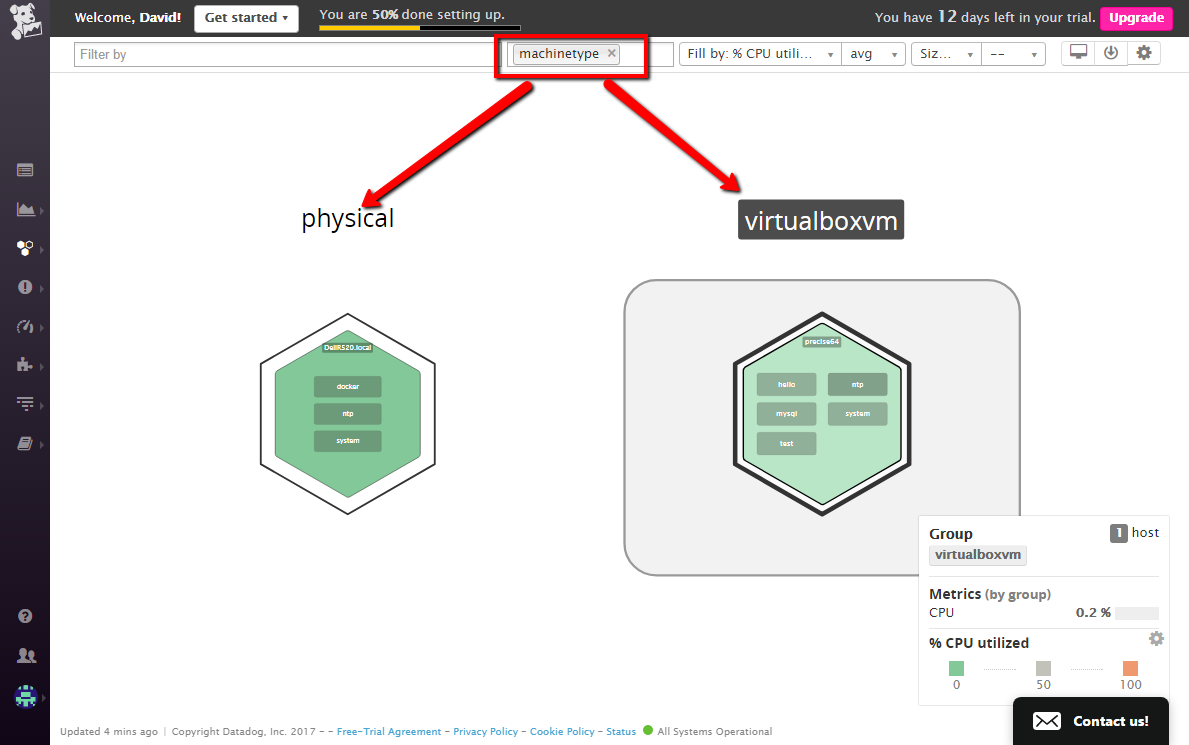 Welcome, David!
Get started ▾
You are 50% done setting up.
You have 12 days left in your trial.
Upgrade
Filter by
machinetype ×
Fill by: % CPU utili...
avg
Siz...
--
physical
virtualboxvm
DellR520.local
docker
ntp
system
precise64
hello
ntp
mysql
system
test
Group
1 host
virtualboxvm
Metrics (by group)
CPU
0.2 %
% CPU utilized
0
50
100
Contact us!
Updated 4 mins ago | Copyright Datadog, Inc. 2017 - - Free-Trial Agreement - Privacy Policy - Cookie Policy - Status All Systems Operational